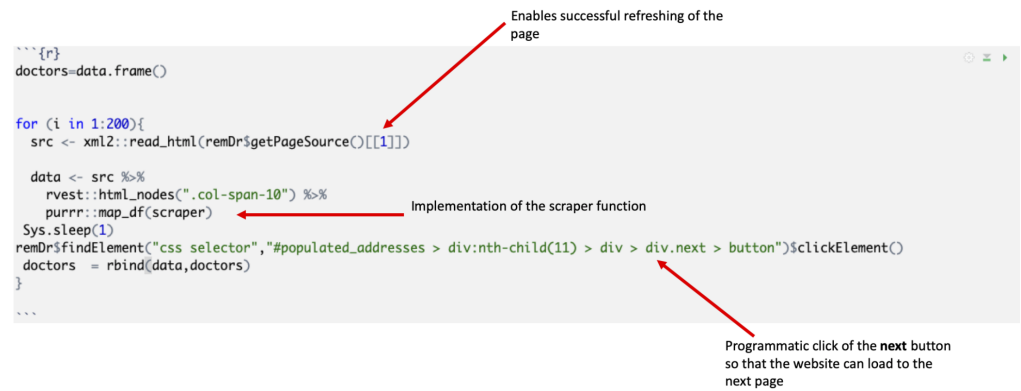 Enables successful refreshing of the
page
```{r}
doctors=data.frame()
for (i in 1:200){
src <- xml2::read_html(remDr$getPageSource()[[1]])
data <- src %>%
rvest::html_nodes(".col-span-10") %>%
purrr::map_df(scraper)
Implementation of the scraper function
Sys.sleep(1)
remDr$findElement("css selector","#populated_addresses > div:nth-child(11) > div > div.next > button")$clickElement()
doctors  = rbind(data,doctors)
}
```
Programmatic click of the next button
so that the website can load to the
next page